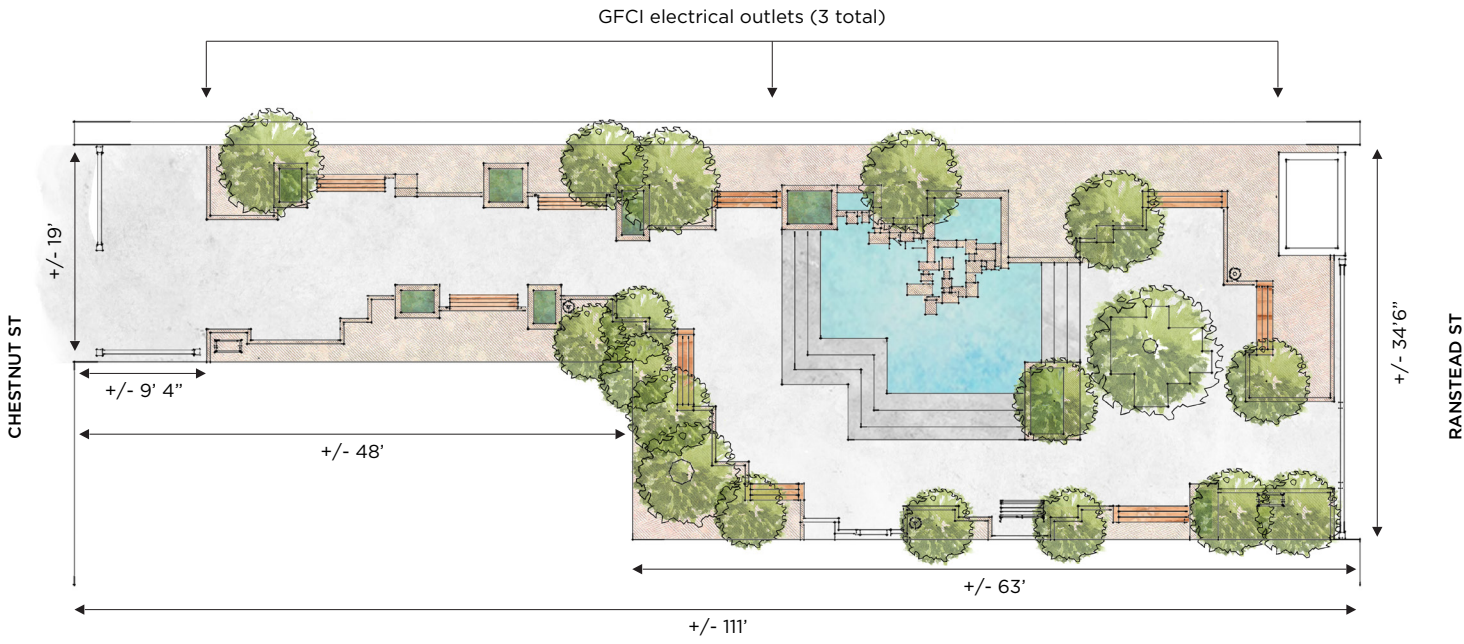 GFCI electrical outlets (3 total)
+/- 19’
CHESTNUT ST
+/- 9’ 4”
+/- 48’
+/- 34’6”
RANSTEAD ST
+/- 63’
+/- 111’